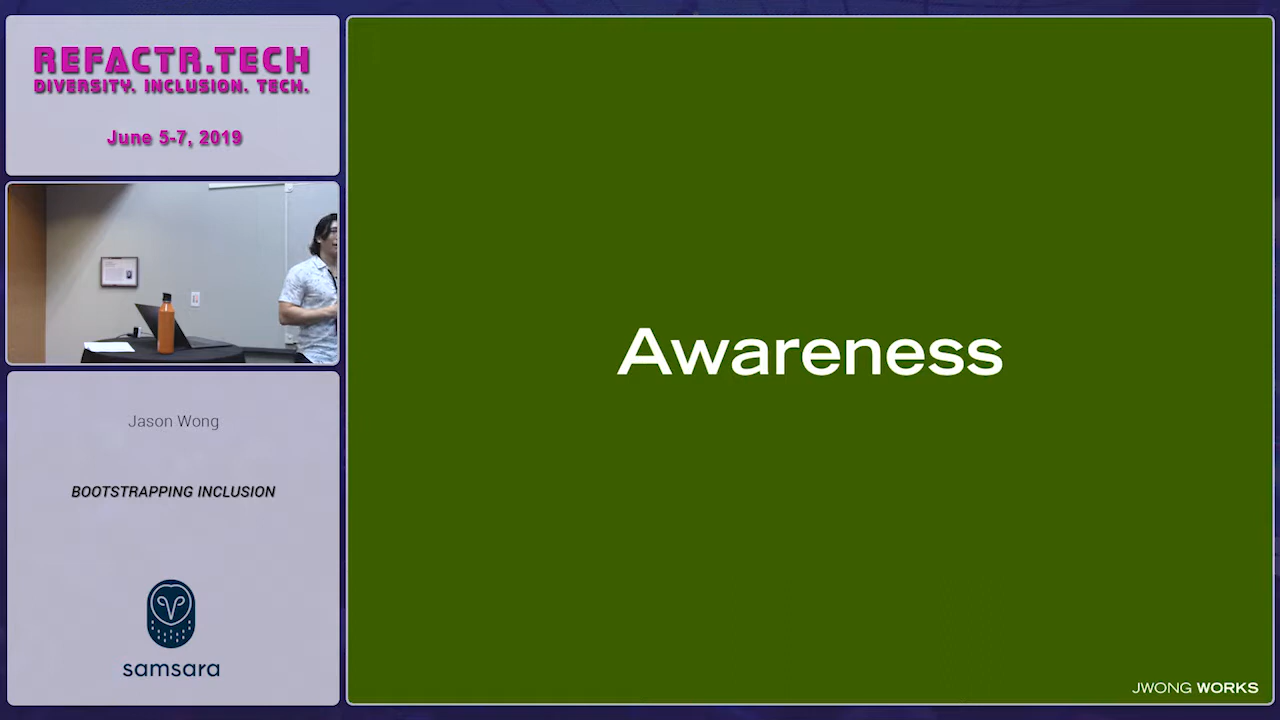 REFACTR.TECH
DIVERSITY. INCLUSION. TECH.
June 5-7, 2019
Jason Wong
BOOTSTRAPPING INCLUSION
samsara
Awareness
JWONG WORKS